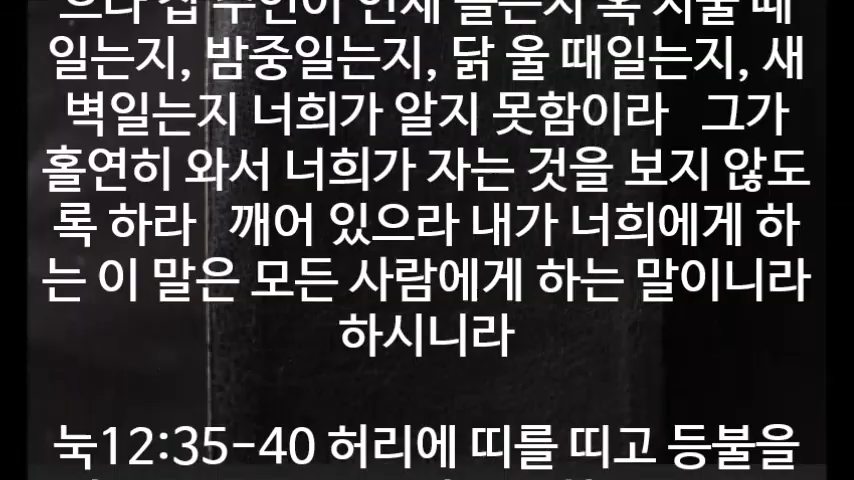 일는지, 밤중일는지, 닭 울 때일는지, 새
벽일는지 너희가 알지 못함이라 그가
홀연히 와서 너희가 자는 것을 보지 않도
록 하라 깨어 있으라 내가 너희에게 하
는 이 말은 모든 사람에게 하는 말이니라
하시니라
눅12:35-40 허리에 띠를 띠고 등불을